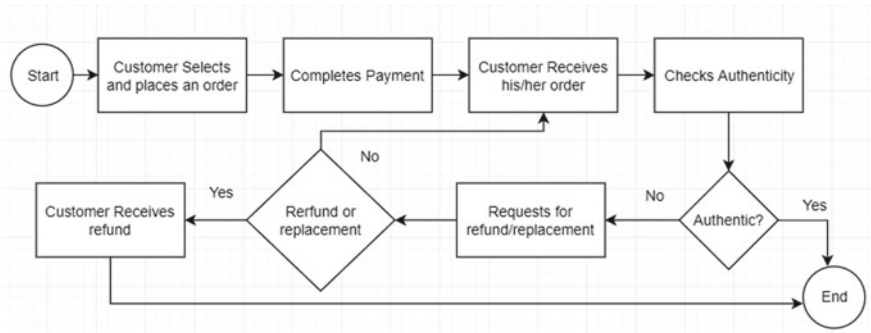 Start
Customer Selects
and places an order
Completes Payment
Customer Receives
his/her order
Checks Authenticity
No
Customer Receives
refund
Yes
Rerfund or
replacement
Requests for
refund/replacement
No
Authentic?
Yes
End